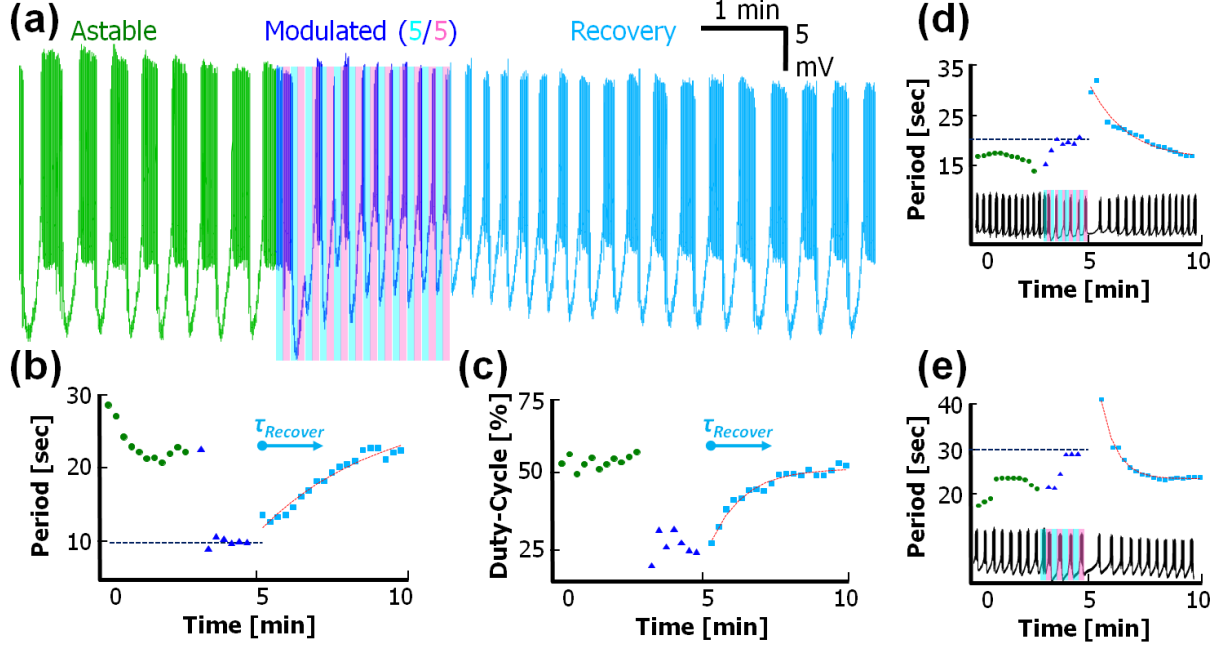 (a)
Astable
Modulated (5/5)
Recovery
1 min
5
mV
(d)
Period [sec]
35
25
20
15
0
5
10
Time [min]
(b)
Period [sec]
30
20
10
τRecover
0
5
10
Time [min]
(c)
Duty-Cycle [%]
75
50
25
τRecover
0
5
10
Time [min]
(e)
Period [sec]
40
30
20
0
5
10
Time [min]